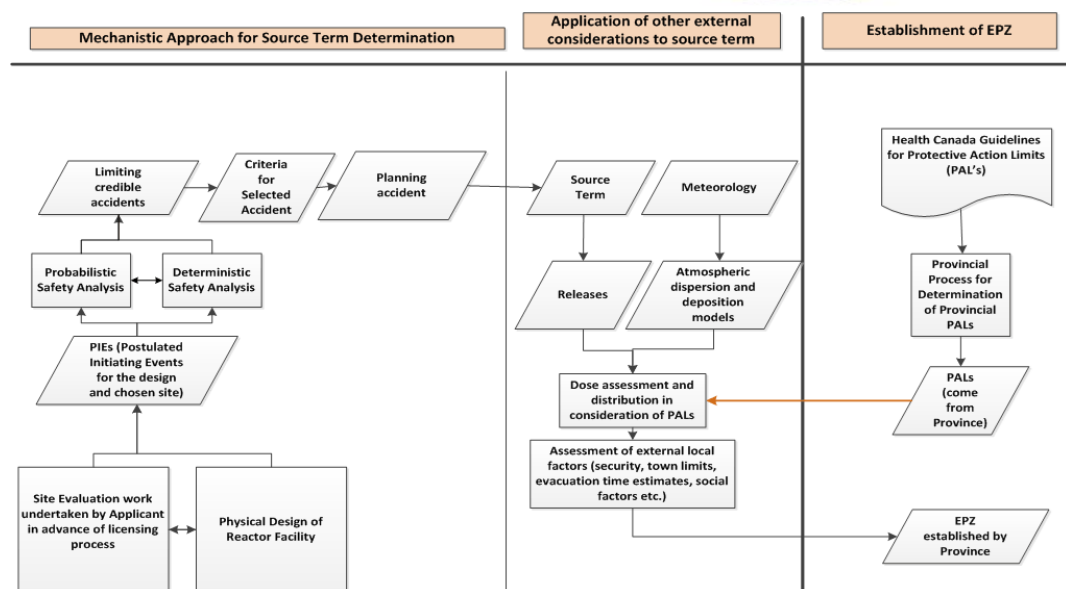 Mechanistic Approach for Source Term Determination
Application of other external
considerations to source term
Establishment of EPZ
Limiting
credible
accidents
Criteria
for
Selected
Accident
Planning
accident
Source
Term
Meteorology
Health Canada Guidelines
for Protective Action Limits
(PAL's)
Probabilistic
Safety Analysis
Deterministic
Safety Analysis
Releases
Atmospheric
dispersion and
deposition
models
Provincial
Process for
Determination
of Provincial
PALs
PIEs (Postulated
Initiating Events
for the design
and chosen site)
Dose assessment and
distribution in
consideration of PALs
PALs
(come
from
Province)
Assessment of external local
factors (security, town limits,
evacuation time estimates, social
factors etc.)
Site Evaluation work
undertaken by Applicant
in advance of licensing
process
Physical Design of
Reactor Facility
EPZ
established by
Province